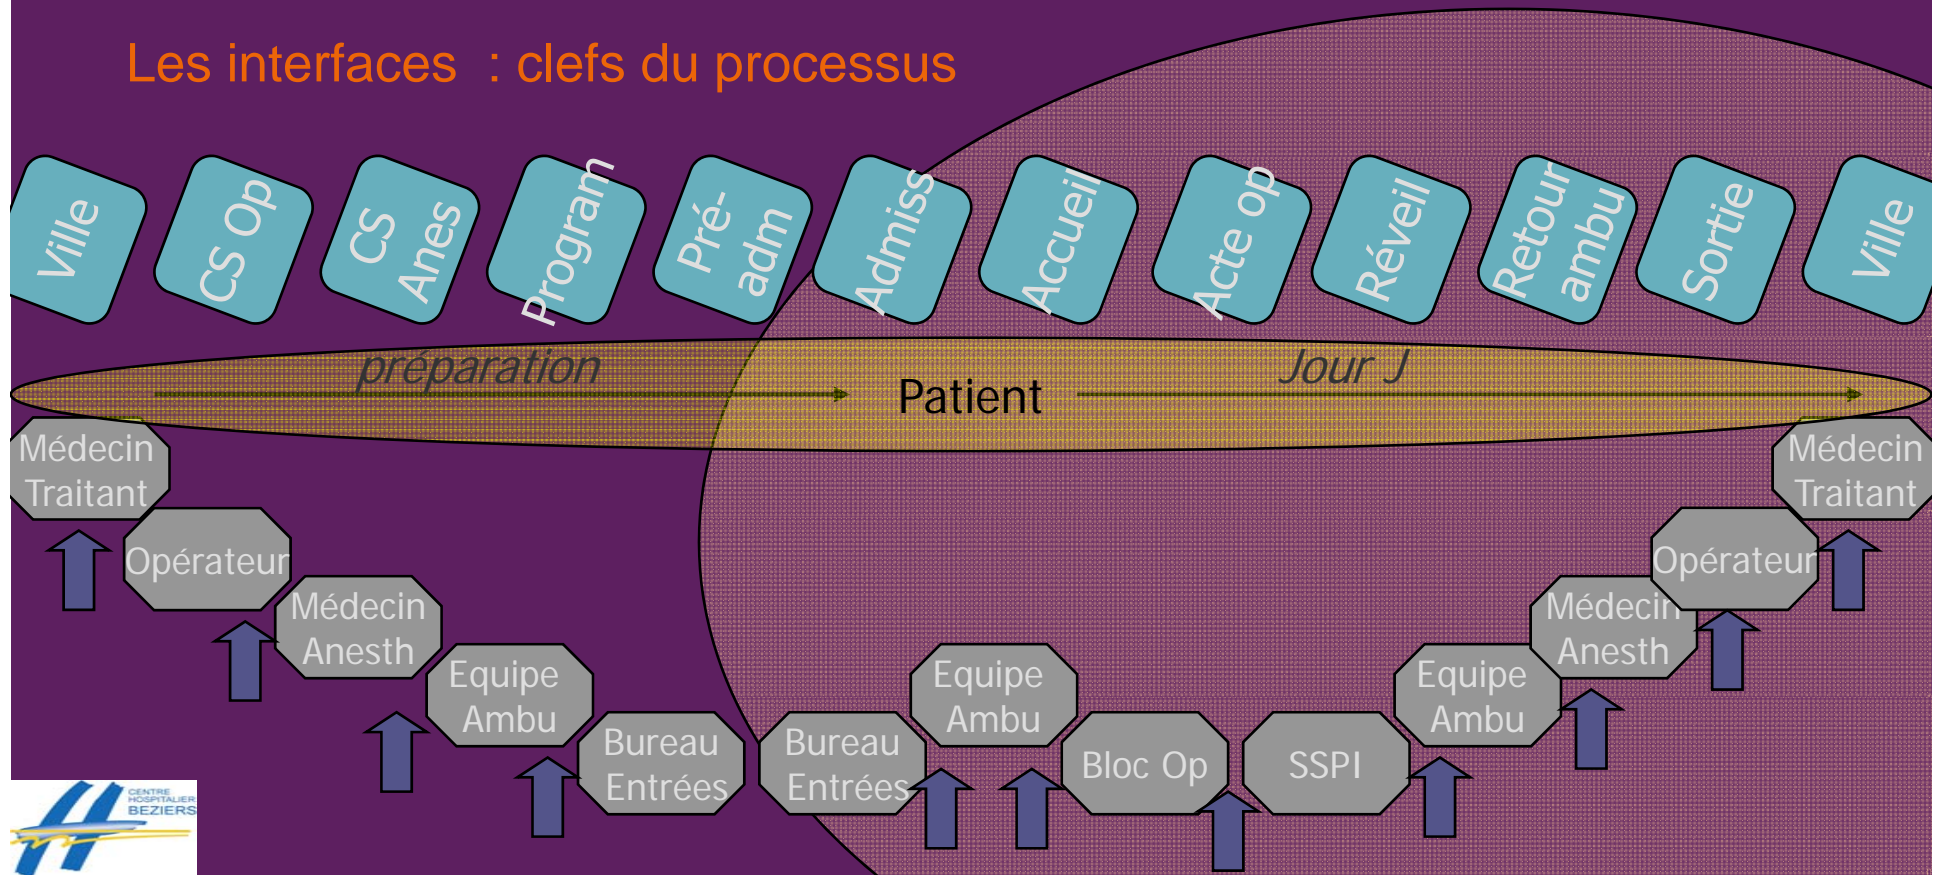 Les interfaces : clefs du processus
Ville
CS Op
CS
Anes
Program
Pré-
adm
Admiss
Accueil
Acte op
Réveil
Retour
ambu
Sortie
Ville
préparation
Patient
Jour J
Médecin
Traitant
Opérateur
Médecin
Anesth
Equipe
Ambu
Bureau
Entrées
Bureau
Entrées
Equipe
Ambu
Bloc Op
SSPI
Equipe
Ambu
Médecin
Anesth
Opérateur
Médecin
Traitant
CENTRE
HOSPITALIER
BEZIERS